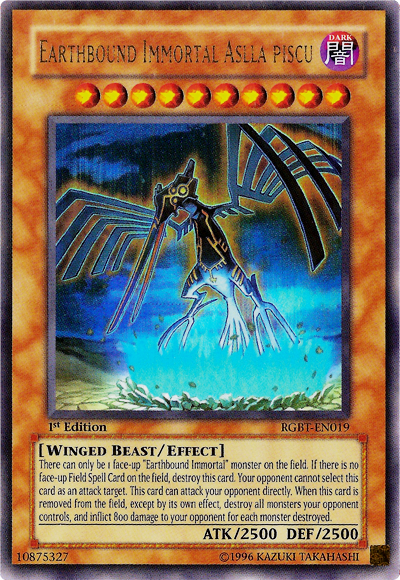 EARTHBOUND IMMORTAL ASLLA PISCU
DARK
闇
1st Edition
RGBT-EN019
[WINGED BEAST/EFFECT]
There can only be 1 face-up "Earthbound Immortal" monster on the field. If there is no
face-up Field Spell Card on the field, destroy this card. Your opponent cannot select this
card as an attack target. This card can attack your opponent directly. When this card is
removed from the field, except by its own effect, destroy all monsters your opponent
controls, and inflict 800 damage to your opponent for each monster destroyed.
ATK/2500 DEF/2500
10875327
©1996 KAZUKI TAKAHASHI